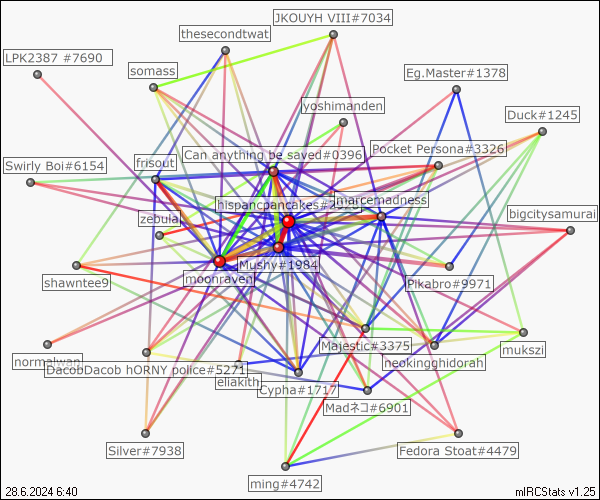 JKOUYH VIII#7034
thesecondtwat
LPK2387 #7690
somass
Eg.Master#1378
yoshimanden
Duck#1245
Pocket Persona#3326
Can anything be saved#0396
frisout
Swirly Boi#6154
marcemadness
hispancpancakes#2
bigcitysamurai
zebulal
Mushy#1984
moonraven
shawntee9
Pikabro#9971
Majestic#3375
mukszi
normalwan
neokingghidorah
DacobDacob hORNY police#5271
eliakith
Cypha#1717
Madネコ#6901
Silver#7938
Fedora Stoat#4479
ming#4742
28.6.2024 6:40
mIRCStats v1.25